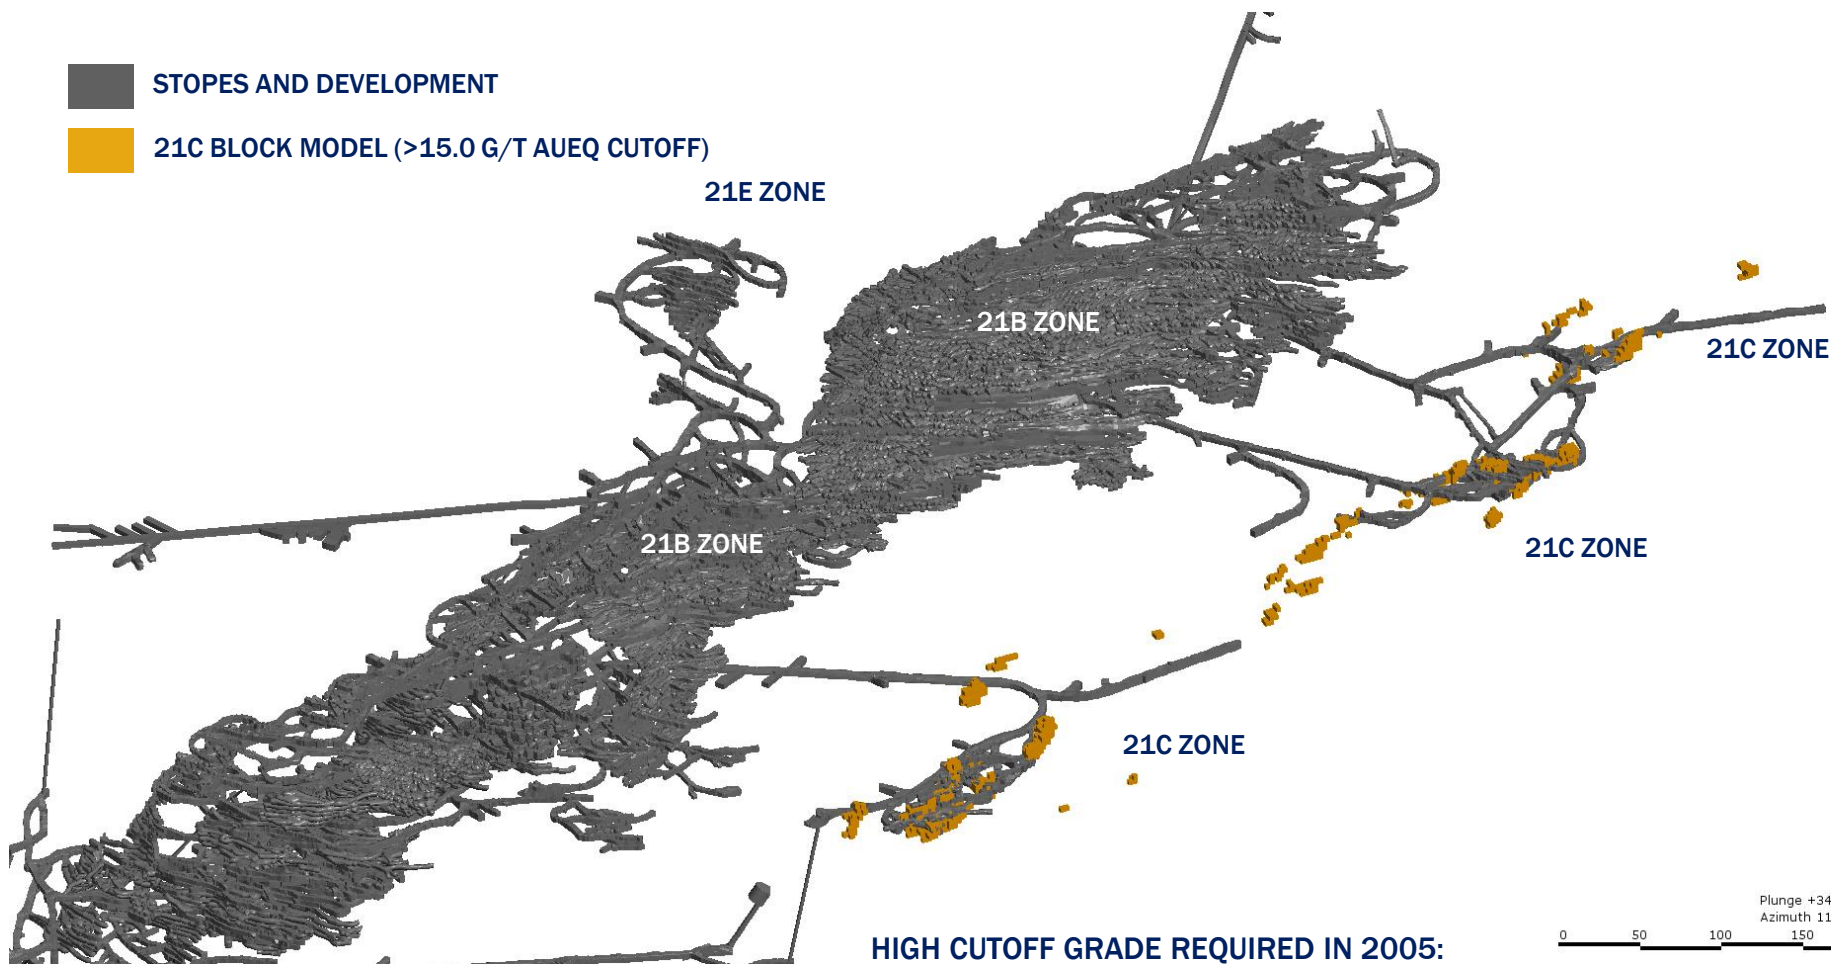 STOPES AND DEVELOPMENT
21C BLOCK MODEL (>15.0 G/T AUEQ CUTOFF)
21E ZONE
21B ZONE
21C ZONE
21B ZONE
21C ZONE
21C ZONE
Plunge +34
Azimuth 11
0 50 100 150
HIGH CUTOFF GRADE REQUIRED IN 2005: